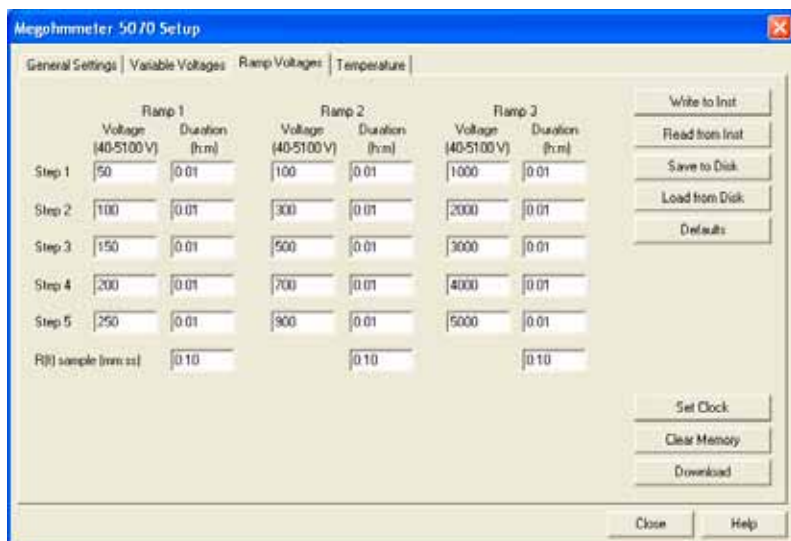 Megohmmeter 5070 Setup
General Settings Variable Voltages Ramp Voltages Temperature
Ramp 1 Ramp 2 Ramp 3
Voltage Duration Voltage Duration Voltage Duration
(40-5100 V) (h:m) (40-5100 V) (h:m) (40-5100 V) (h:m)
Step 1 50 0:01 100 0:01 1000 0:01
Step 2 100 0:01 300 0:01 2000 0:01
Step 3 150 0:01 500 0:01 3000 0:01
Step 4 200 0:01 700 0:01 4000 0:01
Step 5 250 0:01 900 0:01 5000 0:01
R(t) sample (mm:ss) 0:10 0:10 0:10
Write to Inst
Read from Inst
Save to Disk
Load from Disk
Defaults
Set Clock
Clear Memory
Download
Close Help